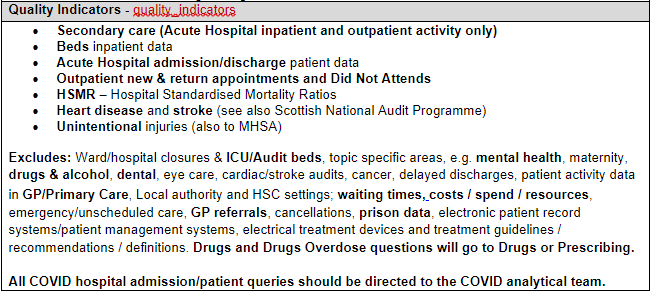 Quality Indicators - quality_indicators
• Secondary care (Acute Hospital inpatient and outpatient activity only)
• Beds inpatient data
• Acute Hospital admission/discharge patient data
• Outpatient new & return appointments and Did Not Attends
• HSMR – Hospital Standardised Mortality Ratios
• Heart disease and stroke (see also Scottish National Audit Programme)
• Unintentional injuries (also to MHSA)
Excludes: Ward/hospital closures & ICU/Audit beds, topic specific areas, e.g. mental health, maternity,
drugs & alcohol, dental, eye care, cardiac/stroke audits, cancer, delayed discharges, patient activity data
in GP/Primary Care, Local authority and HSC settings; waiting times, costs / spend / resources,
emergency/unscheduled care, GP referrals, cancellations, prison data, electronic patient record
systems/patient management systems, electrical treatment devices and treatment guidelines /
recommendations / definitions. Drugs and Drugs Overdose questions will go to Drugs or Prescribing.
All COVID hospital admission/patient queries should be directed to the COVID analytical team.